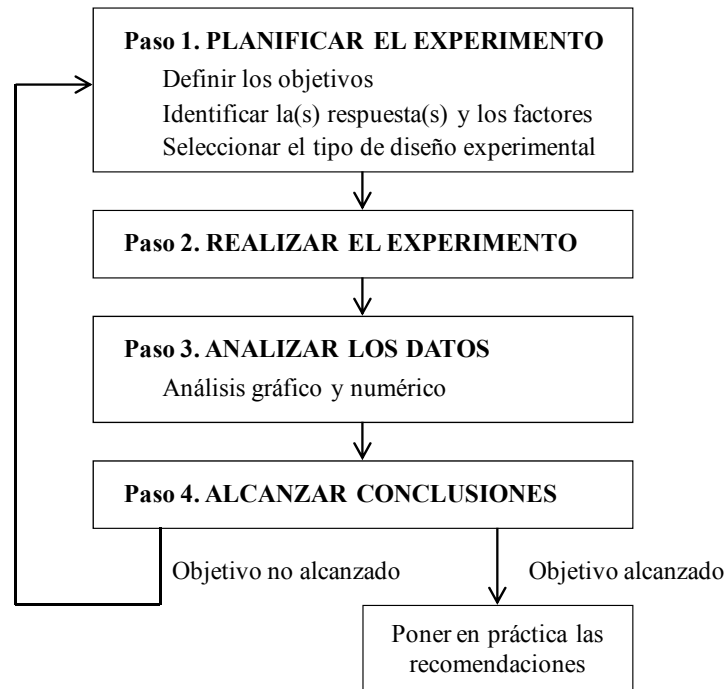 Paso 1. PLANIFICAR EL EXPERIMENTO
Definir los objetivos
Identificar la(s) respuesta(s) y los factores
Seleccionar el tipo de diseño experimental
Paso 2. REALIZAR EL EXPERIMENTO
Paso 3. ANALIZAR LOS DATOS
Análisis gráfico y numérico
Paso 4. ALCANZAR CONCLUSIONES
Objetivo no alcanzado
Objetivo alcanzado
Poner en práctica las
recomendaciones